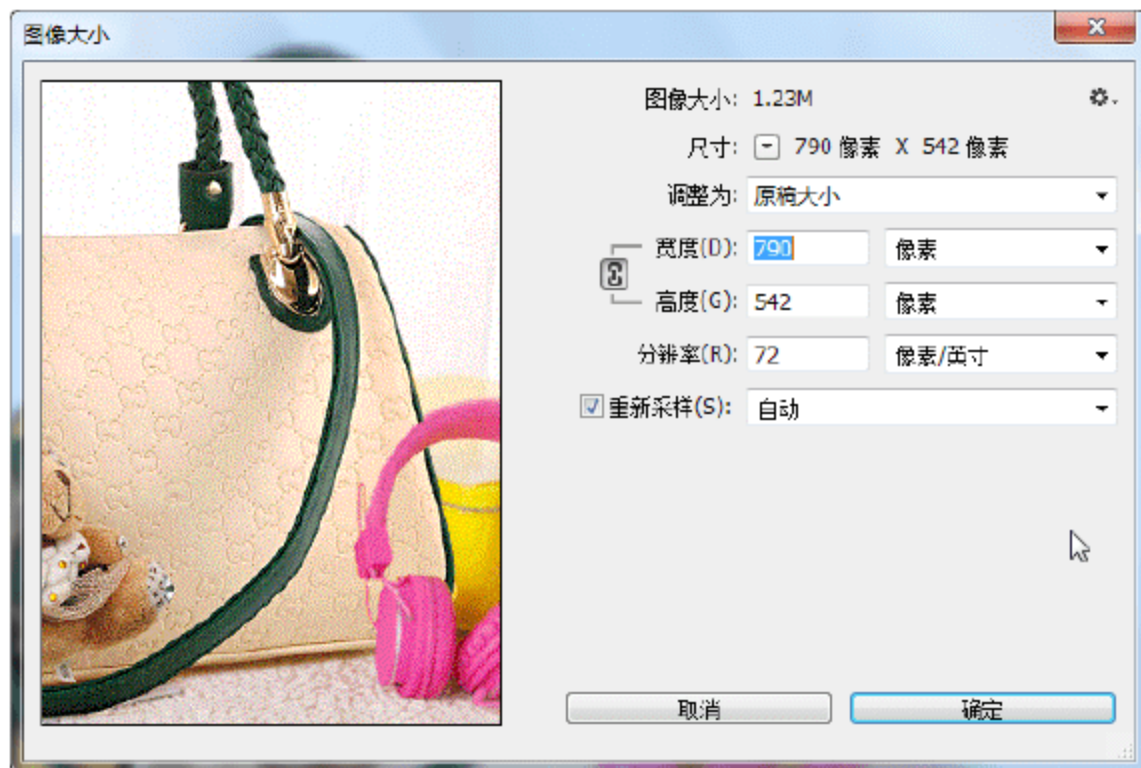 图像大小
图像大小: 1.23M
尺寸: 790 像素 X 542 像素
调整为: 原稿大小
宽度(D): 790 像素
高度(G): 542 像素
分辨率(R): 72 像素/英寸
重新采样(S): 自动
取消 确定